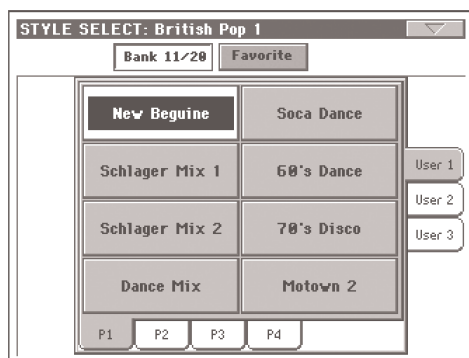 STYLE SELECT: British Pop 1
Bank 11/20 Favorite
New Beguine Soca Dance
Schlager Mix 1 60's Dance
Schlager Mix 2 70's Disco
Dance Mix Motown 2
User 1
User 2
User 3
P1 P2 P3 P4